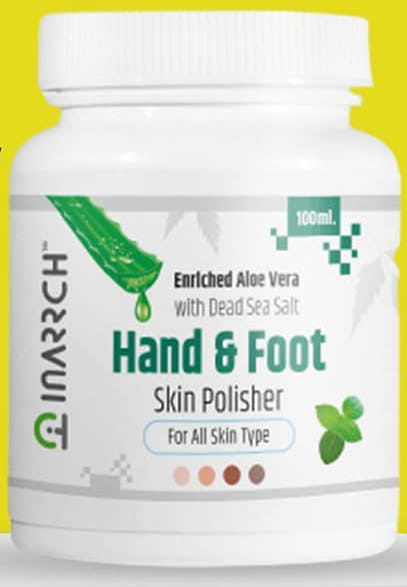 100ml.
INARRCH™
Enriched Aloe Vera
with Dead Sea Salt
Hand & Foot
Skin Polisher
For All Skin Type